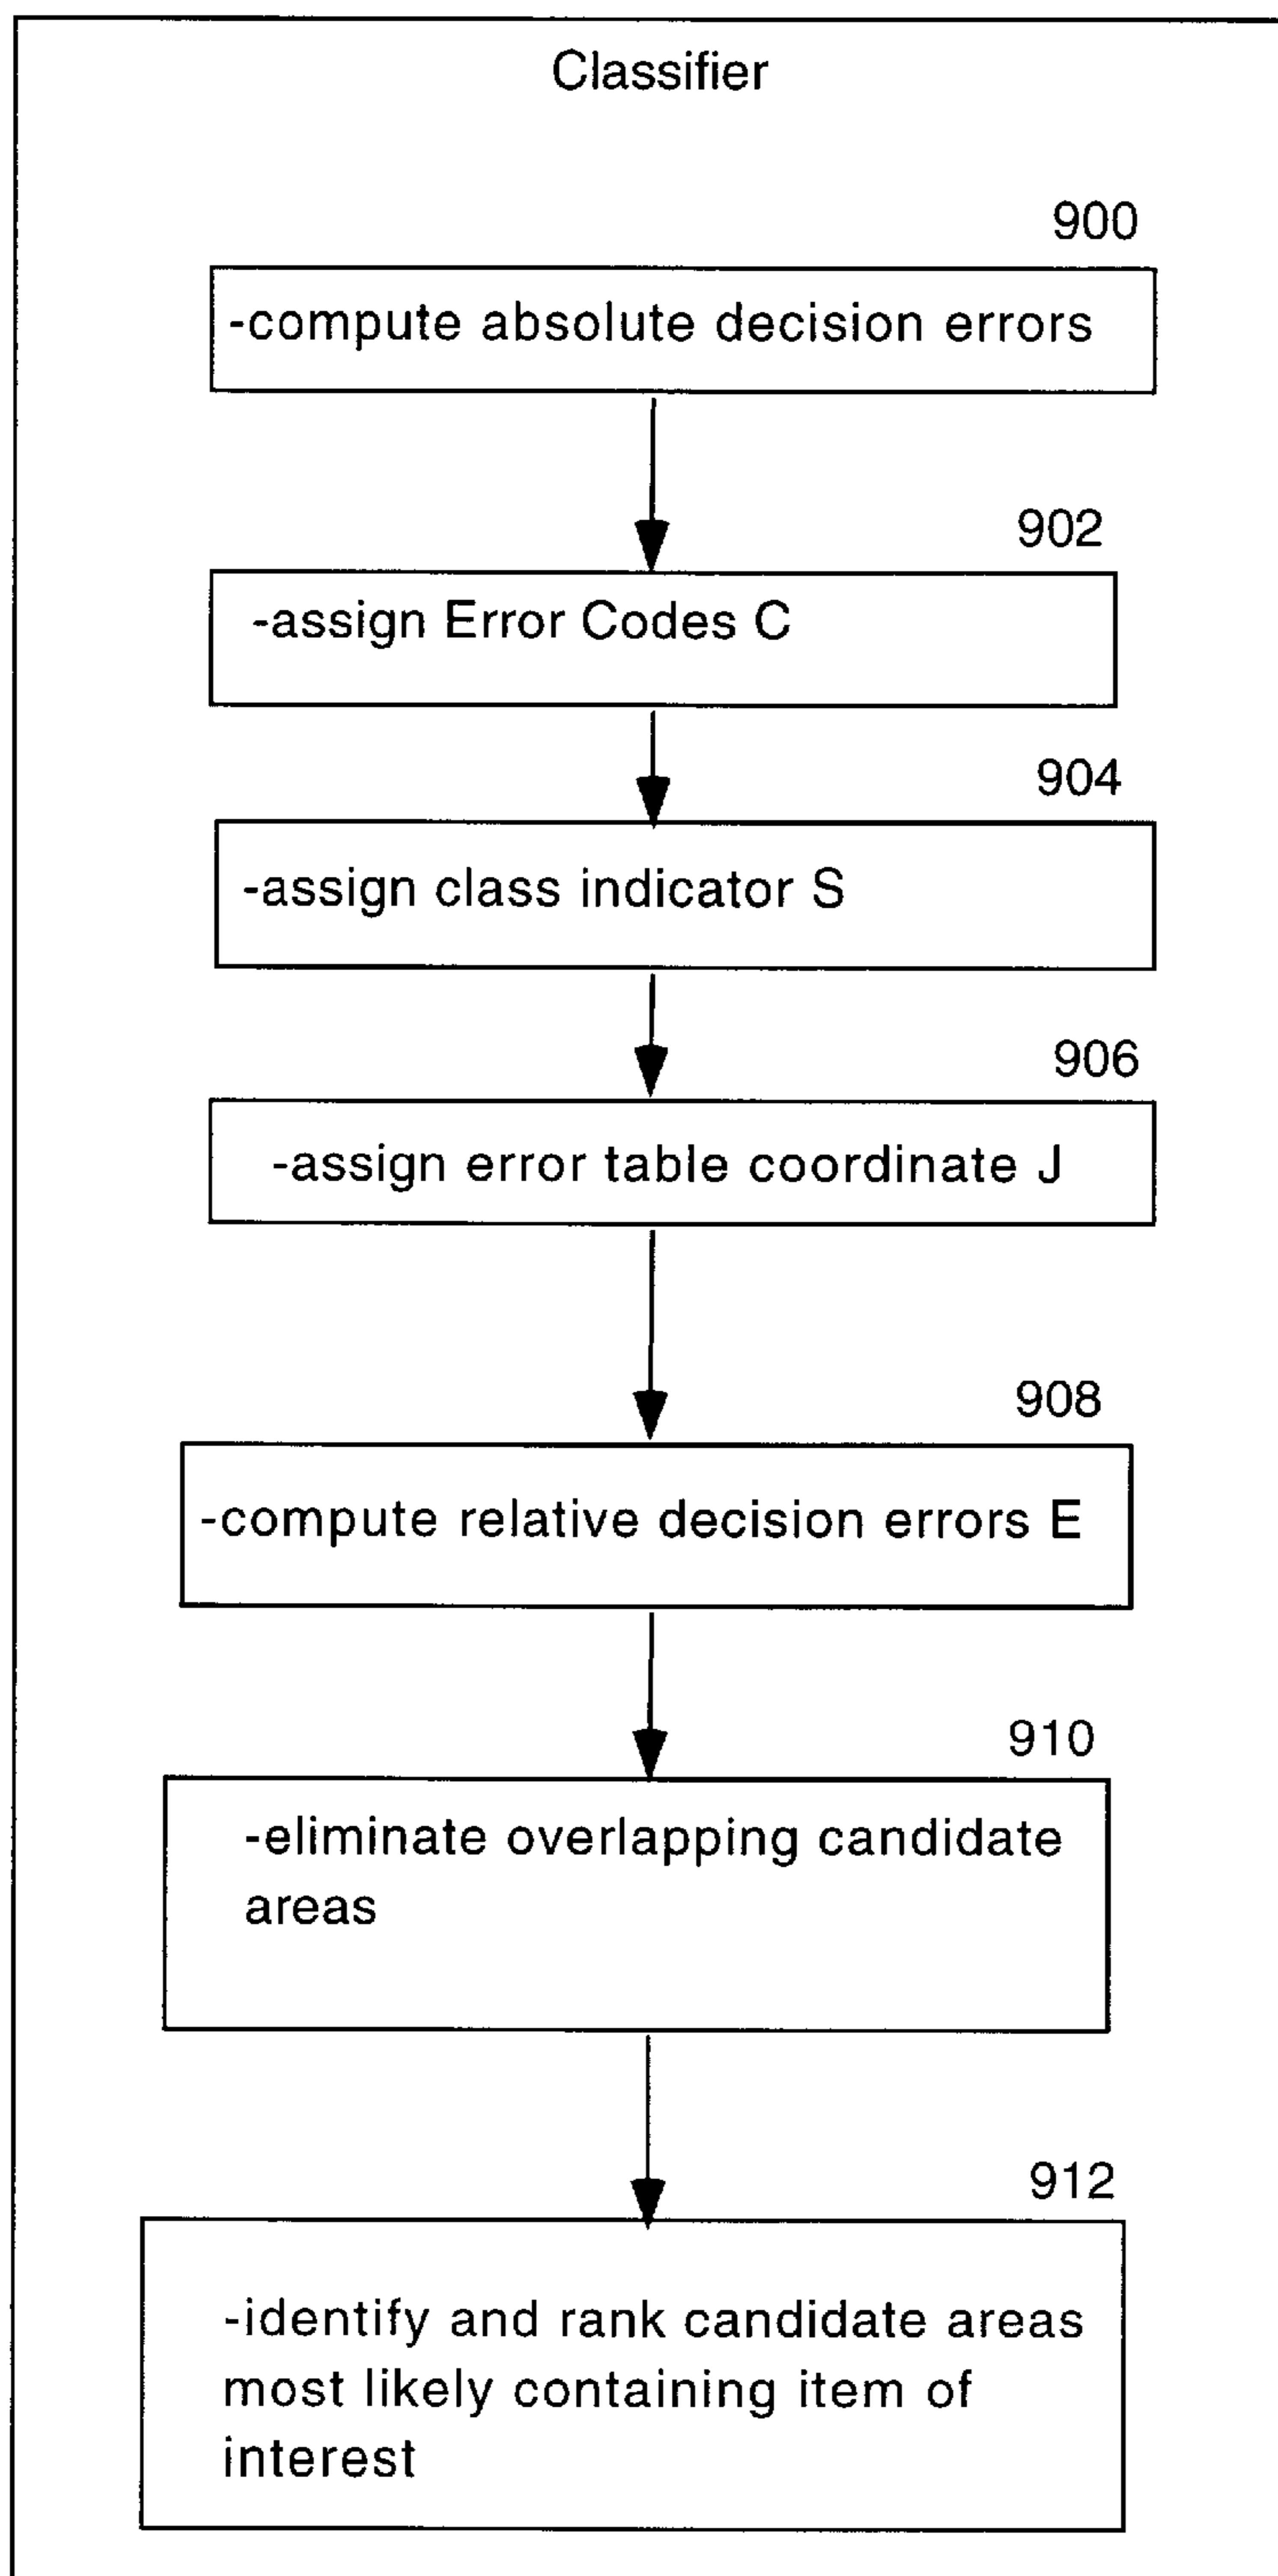 Classifier
900
-compute absolute decision errors
902
-assign Error Codes C
904
-assign class indicator S
906
-assign error table coordinate J
908
-compute relative decision errors E
910
-eliminate overlapping candidate
areas
912
-identify and rank candidate areas
most likely containing item of
interest